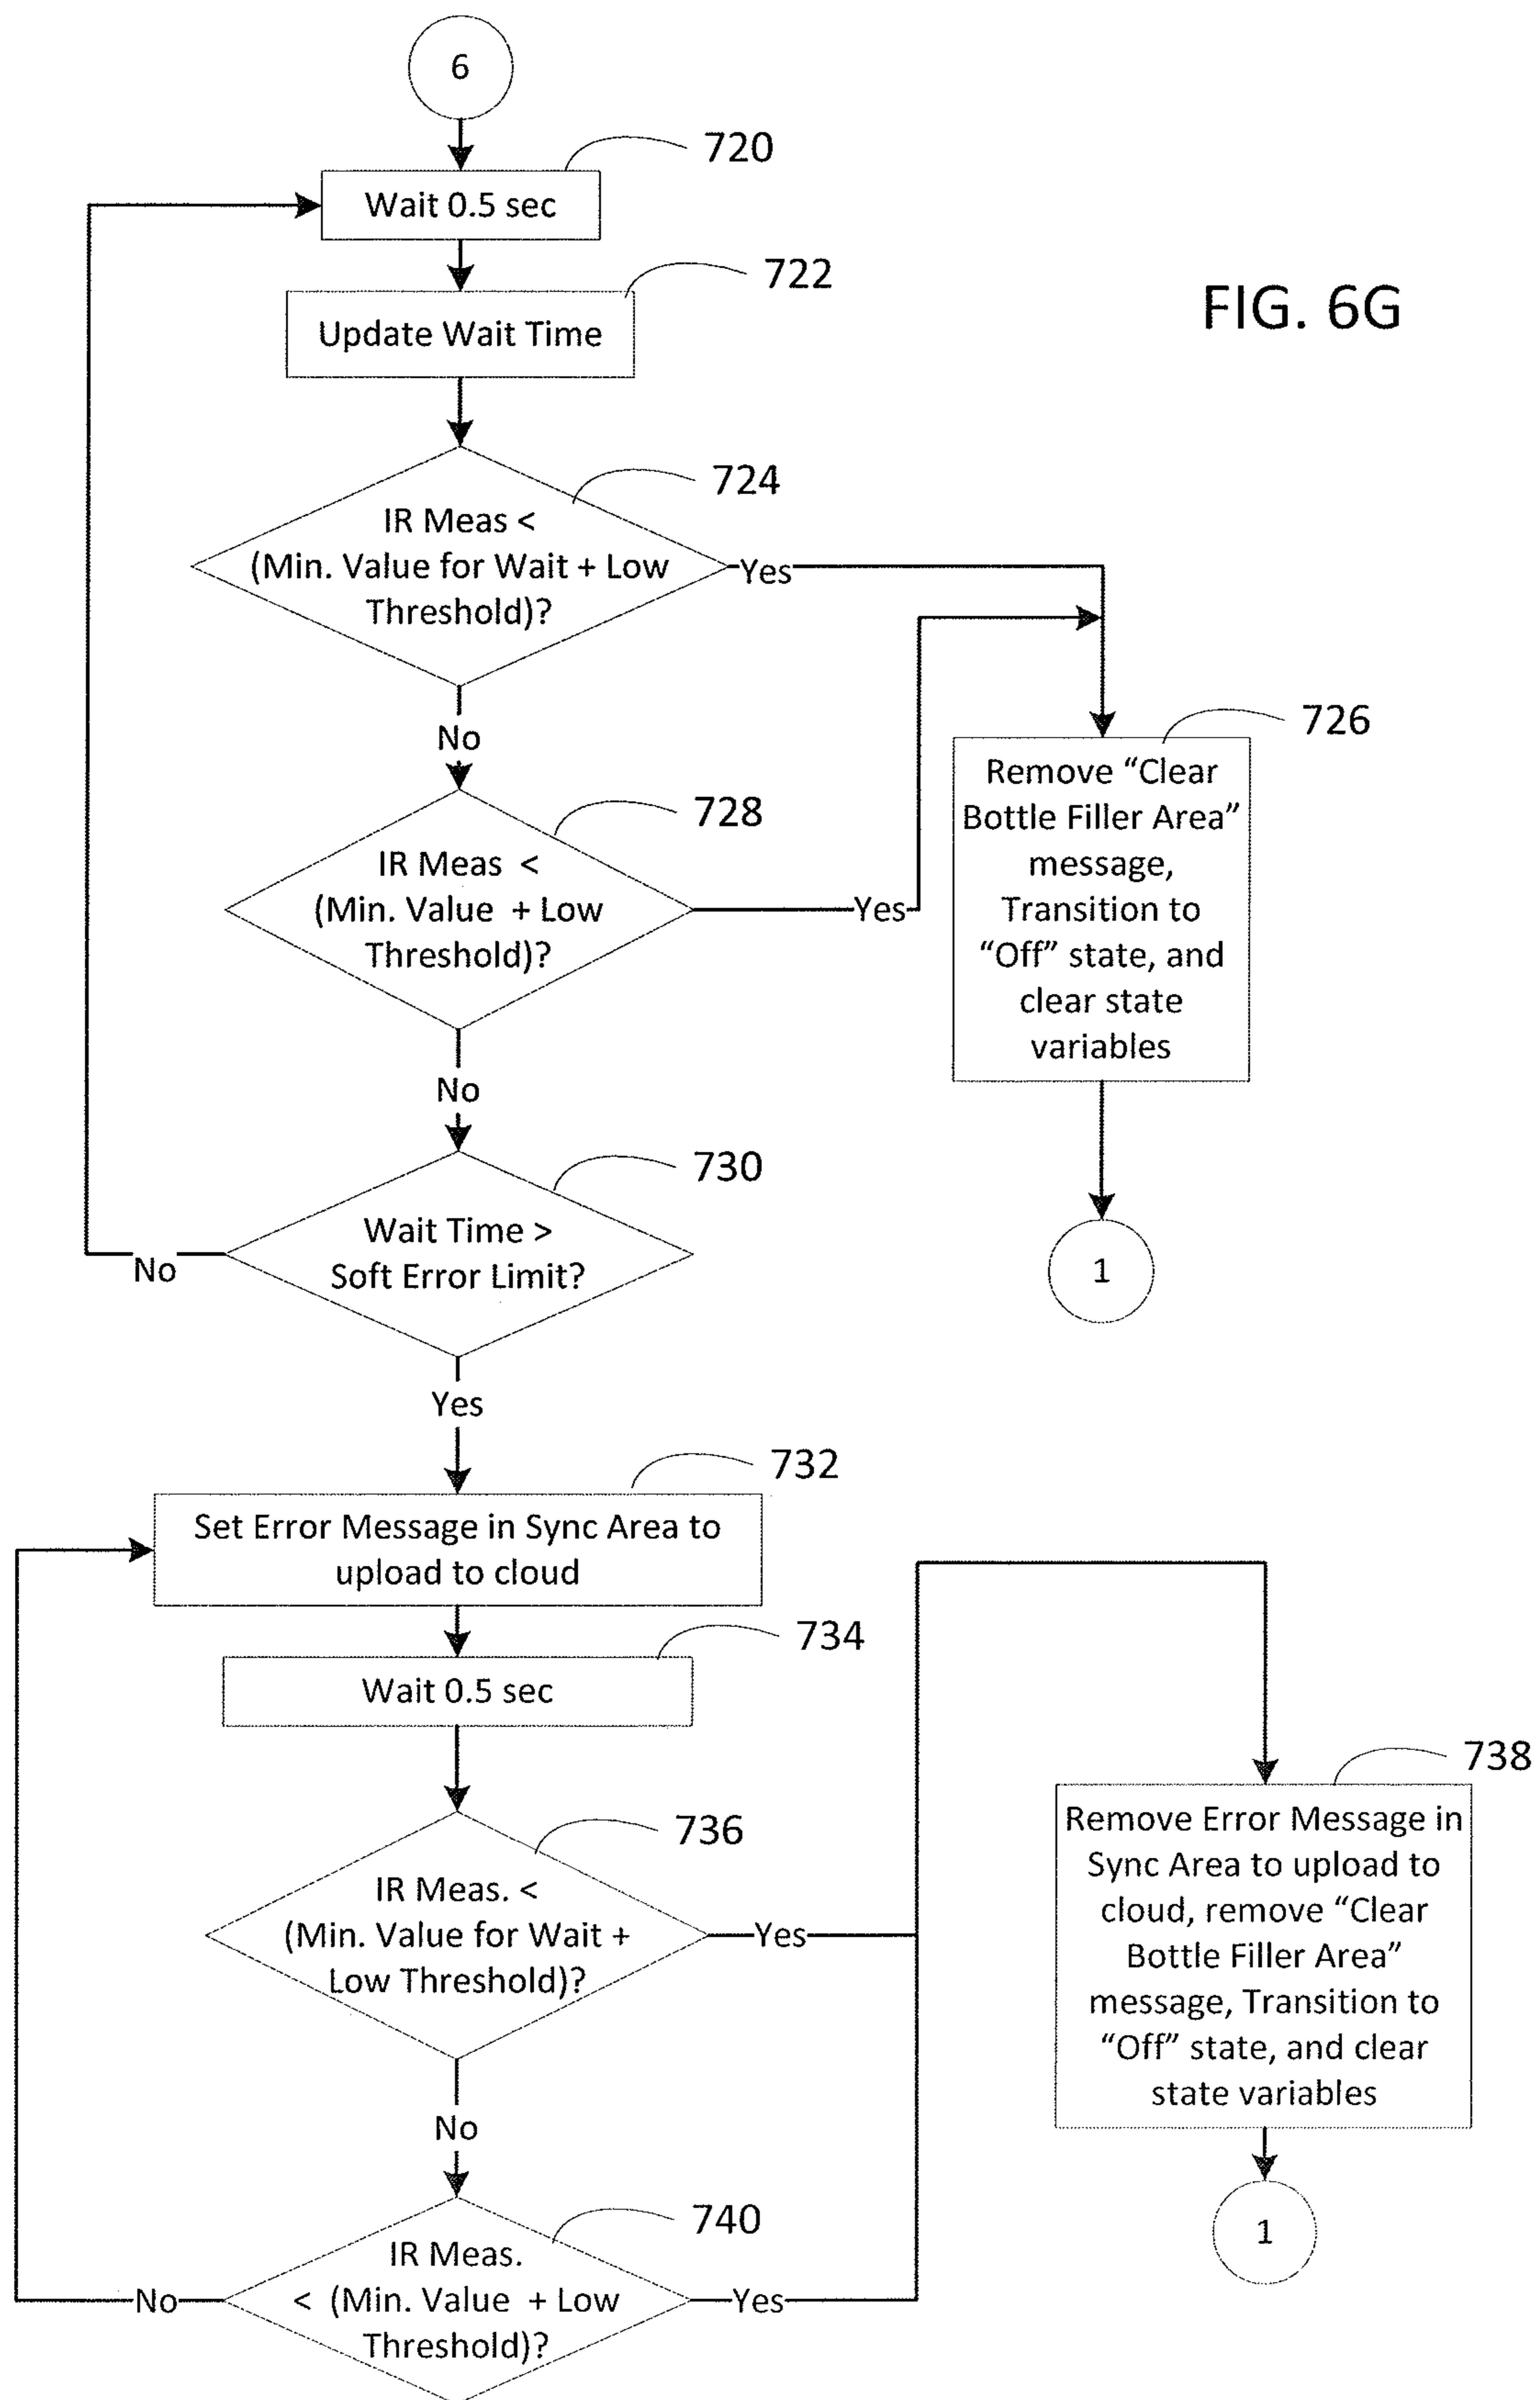 6
720
Wait 0.5 sec
722
Update Wait Time
FIG. 6G
724
IR Meas <
(Min. Value for Wait + Low
Threshold)?
Yes
No
726
Remove “Clear
Bottle Filler Area”
message,
Transition to
“Off” state, and
clear state
variables
728
IR Meas <
(Min. Value + Low
Threshold)?
Yes
No
730
Wait Time >
Soft Error Limit?
No
1
Yes
732
Set Error Message in Sync Area to
upload to cloud
734
Wait 0.5 sec
736
IR Meas. <
(Min. Value for Wait +
Low Threshold)?
Yes
738
Remove Error Message in
Sync Area to upload to
cloud, remove “Clear
Bottle Filler Area”
message, Transition to
“Off” state, and clear
state variables
No
740
IR Meas.
< (Min. Value + Low
Threshold)?
No
Yes
1